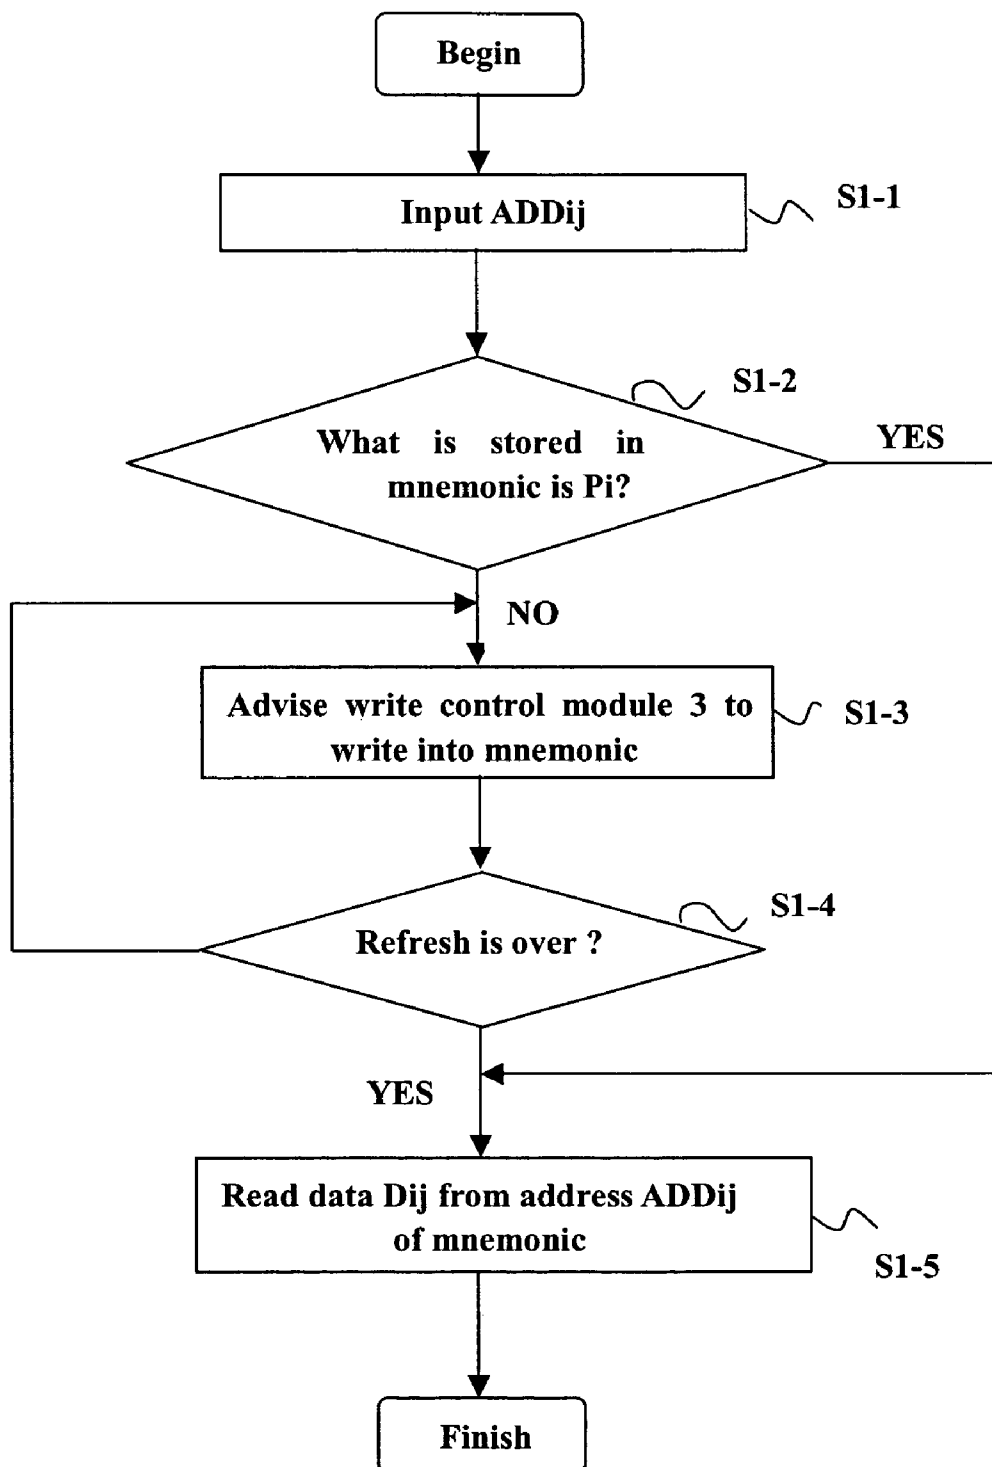 Begin
Input ADDij
S1-1
S1-2
What is stored in
mnemonic is Pi?
YES
NO
Advise write control module 3 to
write into mnemonic
S1-3
S1-4
Refresh is over ?
YES
Read data Dij from address ADDij
of mnemonic
S1-5
Finish